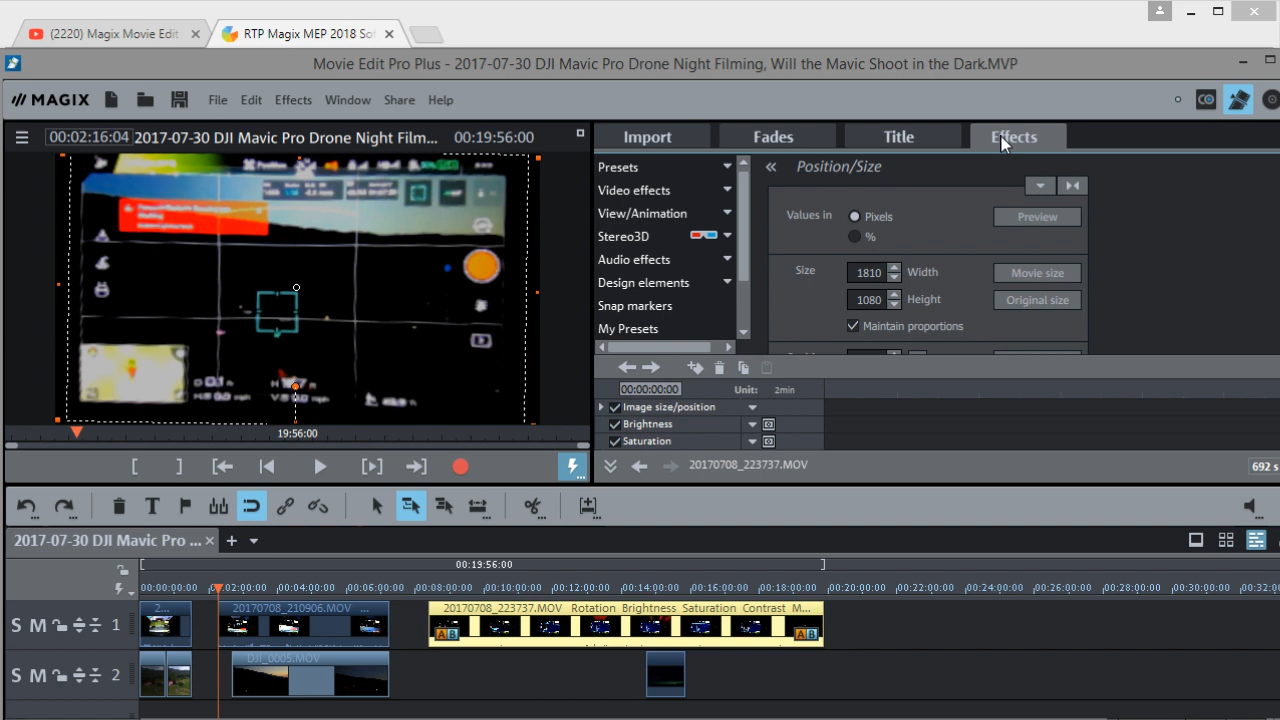 (2220) Magix Movie Edit
RTP Magix MEP 2018 Sof
Movie Edit Pro Plus - 2017-07-30 DJI Mavic Pro Drone Night Filming, Will the Mavic Shoot in the Dark.MVP
MAGIX File Edit Effects Window Share Help
00:02:16:04 2017-07-30 DJI Mavic Pro Drone Night Film... 00:19:56:00
Import Fades Title Effects
Presets
Video effects
View/Animation
Stereo3D
Audio effects
Design elements
Snap markers
My Presets
Position/Size
Values in Pixels Preview
%
Size 1810 Width Movie size
1080 Height Original size
Maintain proportions
00:00:00:00 Unit: 2min
Image size/position
Brightness
Saturation
20170708_223737.MOV 692 s
19:56:00
2017-07-30 DJI Mavic Pro ...
00:19:56:00
00:00:00:00 00:02:00:00 00:04:00:00 00:06:00:00 00:08:00:00 00:10:00:00 00:12:00:00 00:14:00:00 00:16:00:00 00:18:00:00 00:20:00:00 00:22:00:00 00:24:00:00 00:26:00:00 00:28:00:00 00:30:00:00 00:32:00
S M 1
2... 20170708_210906.MOV ... 20170708_223737.MOV Rotation Brightness Saturation Contrast M...
A B A B
S M 2
DJI_0005.MOV